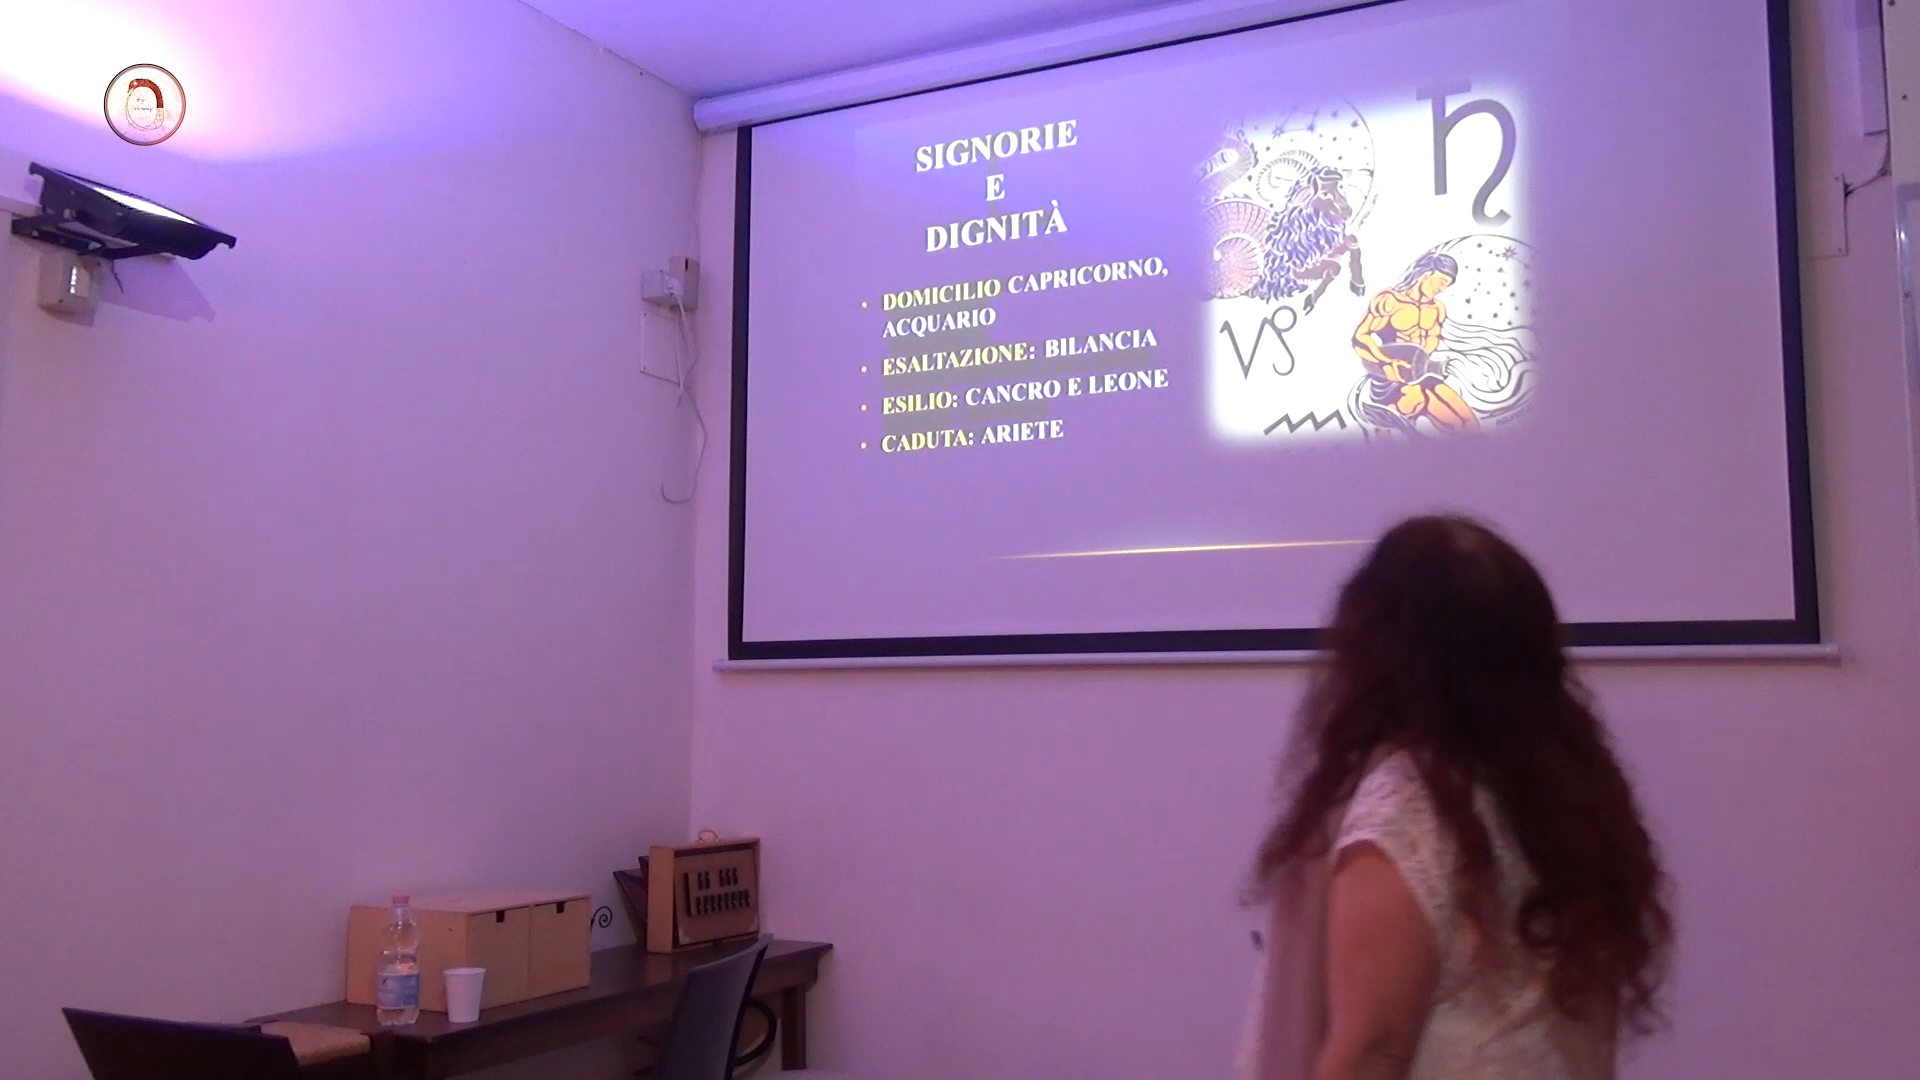 SIGNORIE
E
DIGNITÀ
• DOMICILIO CAPRICORNO,
ACQUARIO
• ESALTAZIONE: BILANCIA
• ESILIO: CANCRO E LEONE
• CADUTA: ARIETE